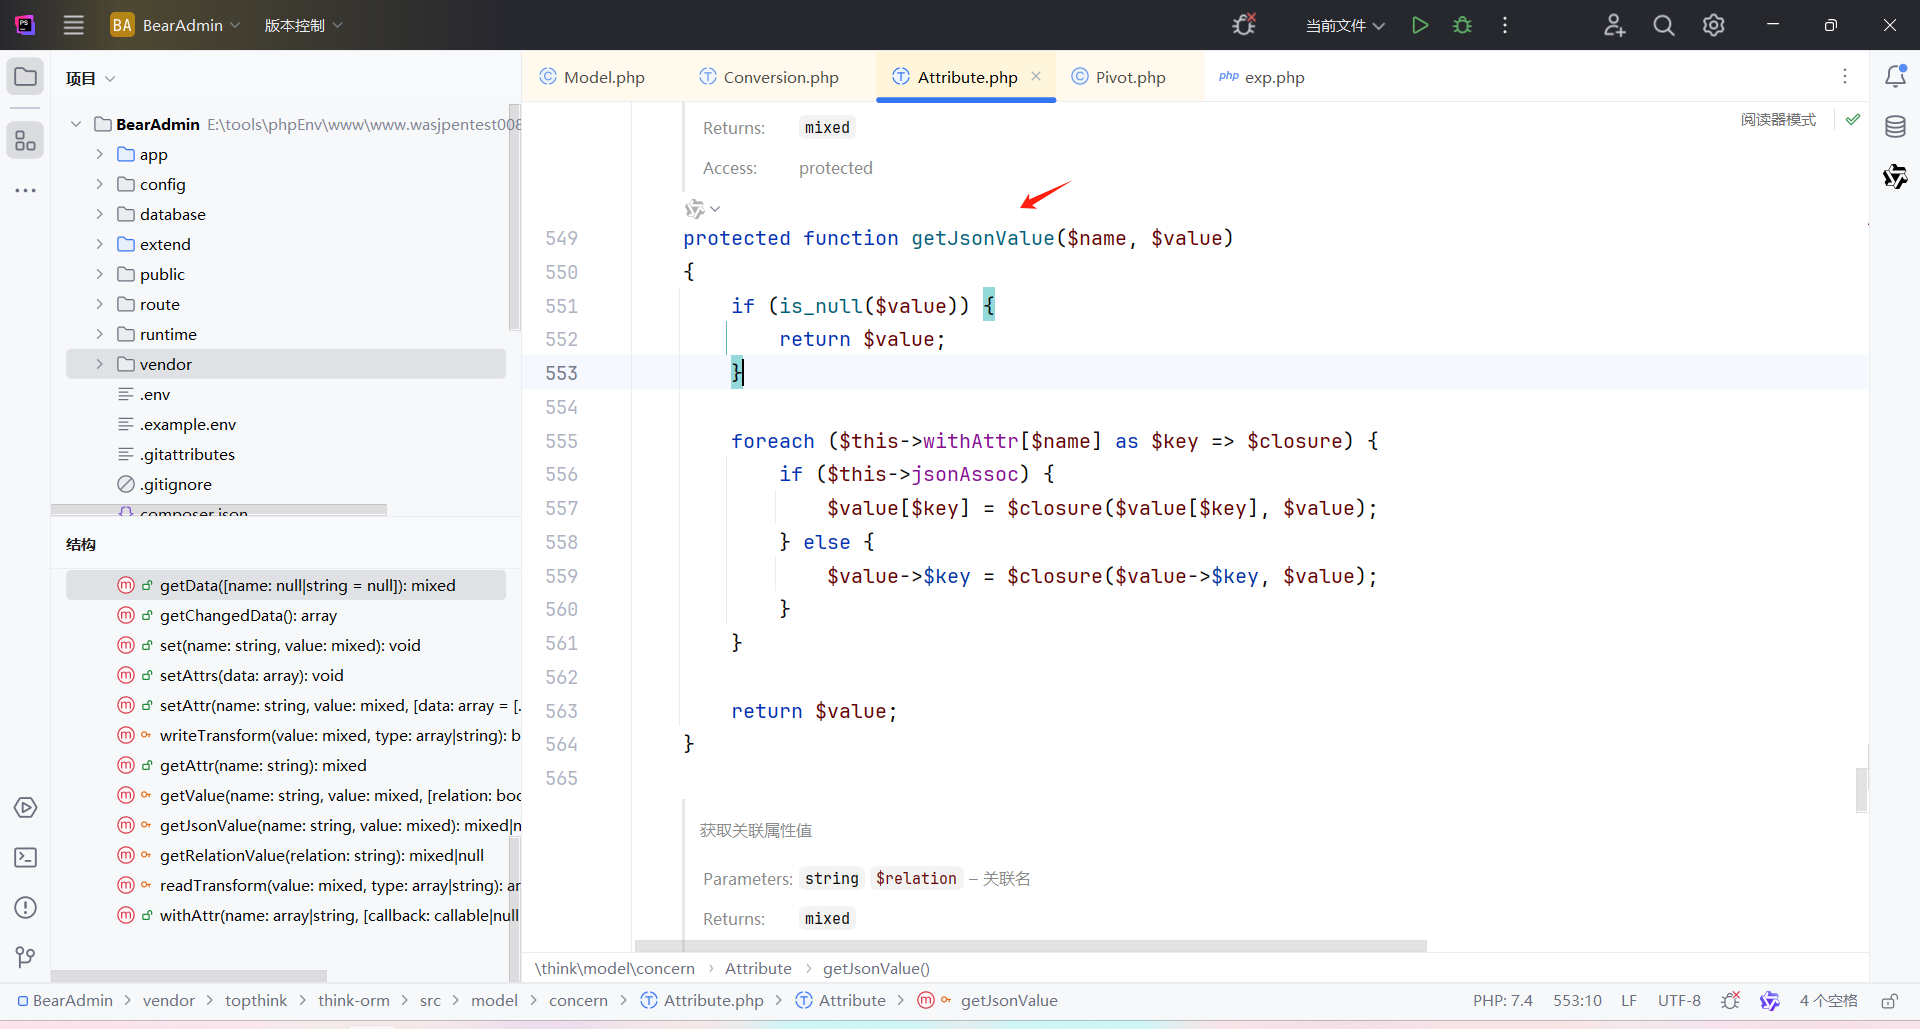 PS
BA BearAdmin 版本控制 当前文件
项目
Model.php Conversion.php Attribute.php × Pivot.php php exp.php
阅读器模式
BearAdmin E:\tools\phpEnv\www\www.wasjpentest008
app
config
database
extend
public
route
runtime
vendor
.env
.example.env
.gitattributes
.gitignore
composer.json
结构
getData([name: null|string = null]): mixed
getChangedData(): array
set(name: string, value: mixed): void
setAttrs(data: array): void
setAttr(name: string, value: mixed, [data: array = [.
writeTransform(value: mixed, type: array|string): b
getAttr(name: string): mixed
getValue(name: string, value: mixed, [relation: boo
getJsonValue(name: string, value: mixed): mixed|n
getRelationValue(relation: string): mixed|null
readTransform(value: mixed, type: array|string): ar
withAttr(name: array|string, [callback: callable|null
Returns: mixed
Access: protected
549 protected function getJsonValue($name, $value)
550 {
551 if (is_null($value)) {
552 return $value;
553 }
554
555 foreach ($this->withAttr[$name] as $key => $closure) {
556 if ($this->jsonAssoc) {
557 $value[$key] = $closure($value[$key], $value);
558 } else {
559 $value->$key = $closure($value->$key, $value);
560 }
561 }
562
563 return $value;
564 }
565
获取关联属性值
Parameters: string $relation – 关联名
Returns: mixed
\think\model\concern › Attribute › getJsonValue()
BearAdmin > vendor > topthink > think-orm > src > model > concern > Attribute.php > Attribute > getJsonValue
PHP: 7.4 553:10 LF UTF-8 4 个空格